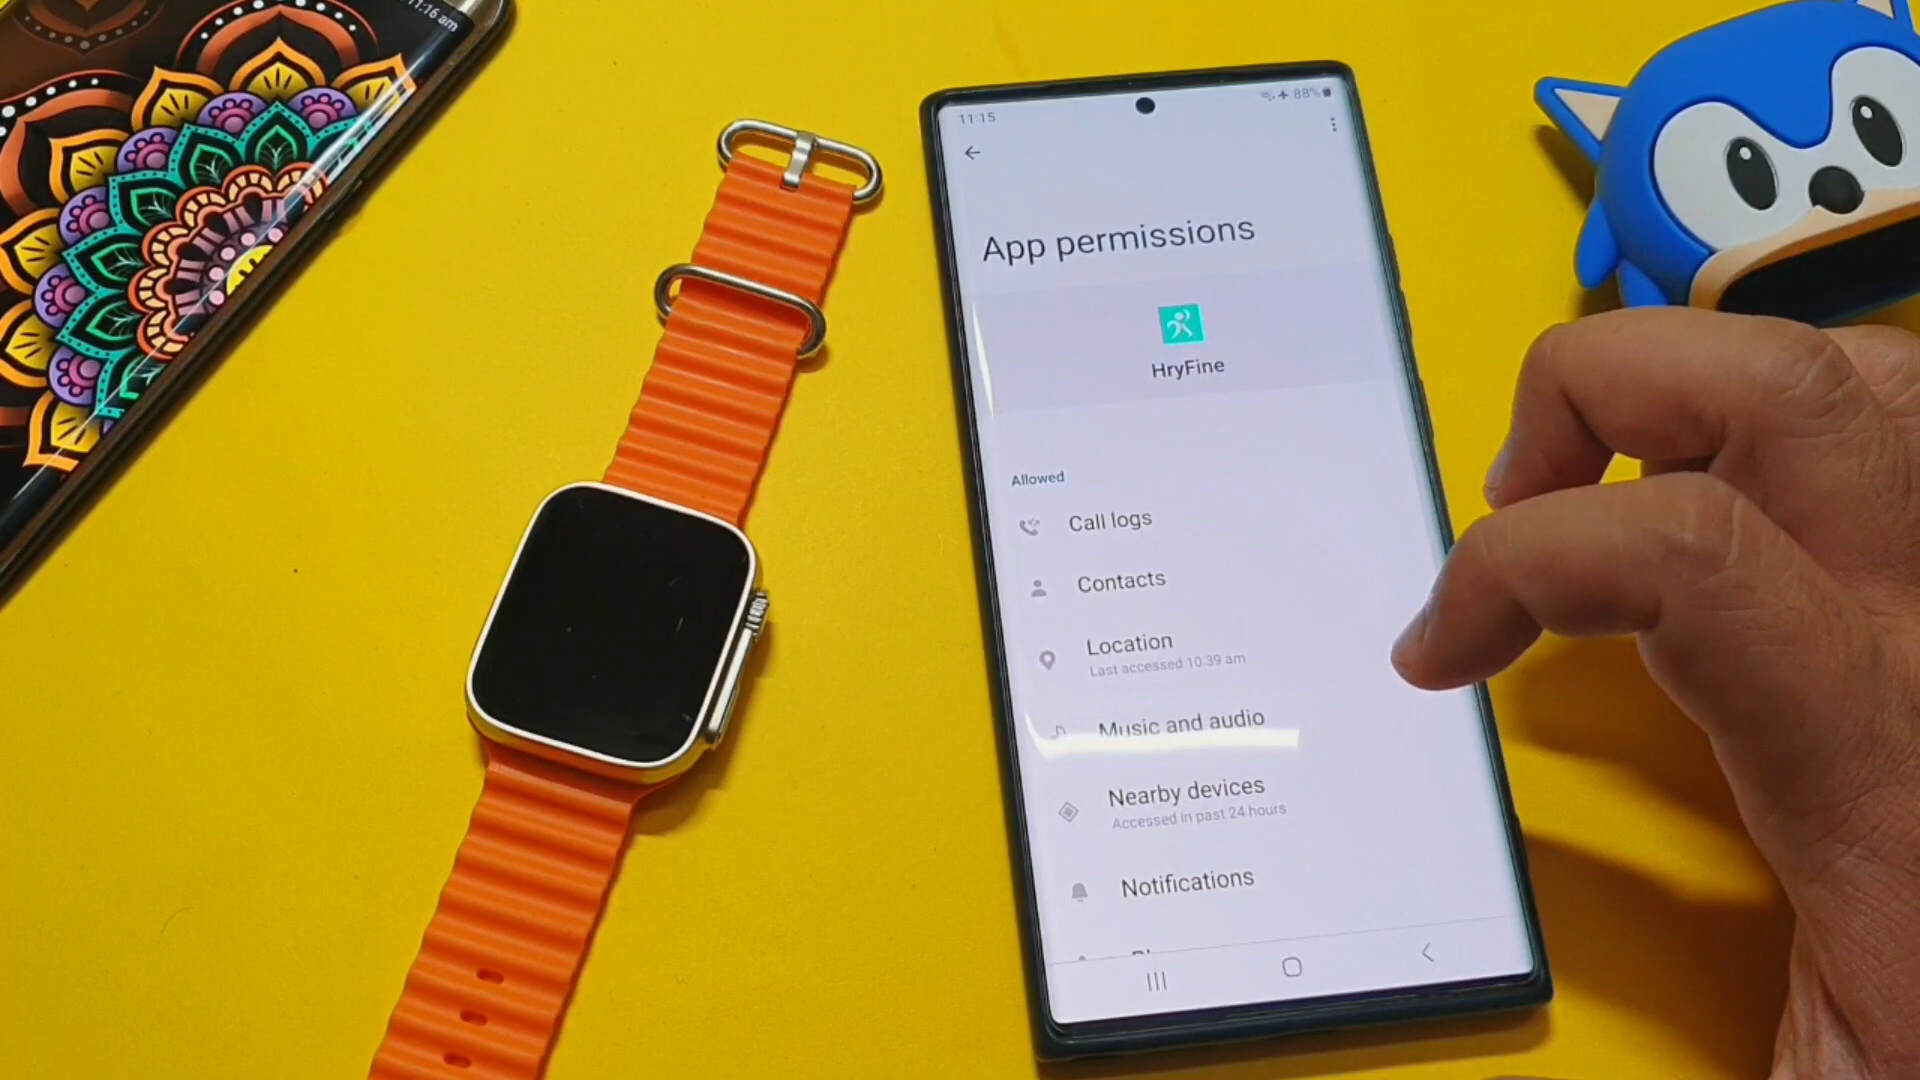 11:16 am
11:15
88%
App permissions
HryFine
Allowed
Call logs
Contacts
Location
Last accessed 10:39 am
Music and audio
Nearby devices
Accessed in past 24 hours
Notifications